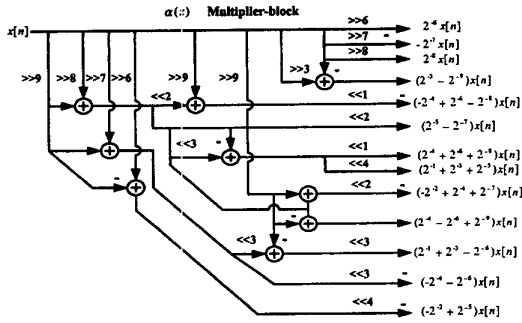 α(z) Multiplier-block
x[n]
>>6 - 2⁻⁶ x[n]
>>7 - 2⁻⁷ x[n]
>>8 2⁻⁸ x[n]
>>9 >>8 >>7 >>6 >>9 >>9 >>3 - (2⁻³ − 2⁻⁹)x[n]
<<2 <<1 - (-2⁻⁴ + 2⁻⁶ − 2⁻⁸)x[n]
<<2 (2⁻⁵ − 2⁻⁷)x[n]
<<3 - <<1 (2⁻⁴ + 2⁻⁶ + 2⁻⁸)x[n]
<<4 (2⁻¹ + 2⁻³ + 2⁻⁵)x[n]
- <<2 - (-2⁻² + 2⁻⁴ + 2⁻⁷)x[n]
- (2⁻⁴ − 2⁻⁶ + 2⁻⁹)x[n]
<<3 - <<3 (2⁻¹ + 2⁻³ − 2⁻⁶)x[n]
<<3 - (-2⁻⁴ − 2⁻⁶)x[n]
<<4 - (-2⁻² + 2⁻⁵)x[n]